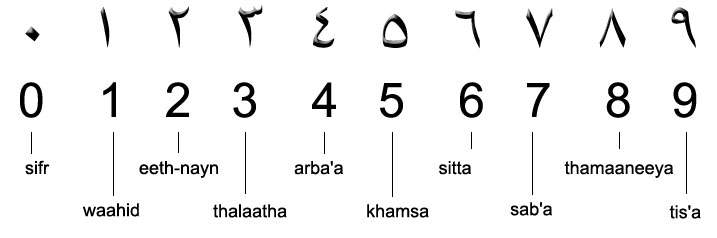 ٠ ١ ٢ ٣ ٤ ٥ ٦ ٧ ٨ ٩
0 1 2 3 4 5 6 7 8 9
sifr eeth-nayn arba'a sitta thamaaneeya
waahid thalaatha khamsa sab'a tis'a